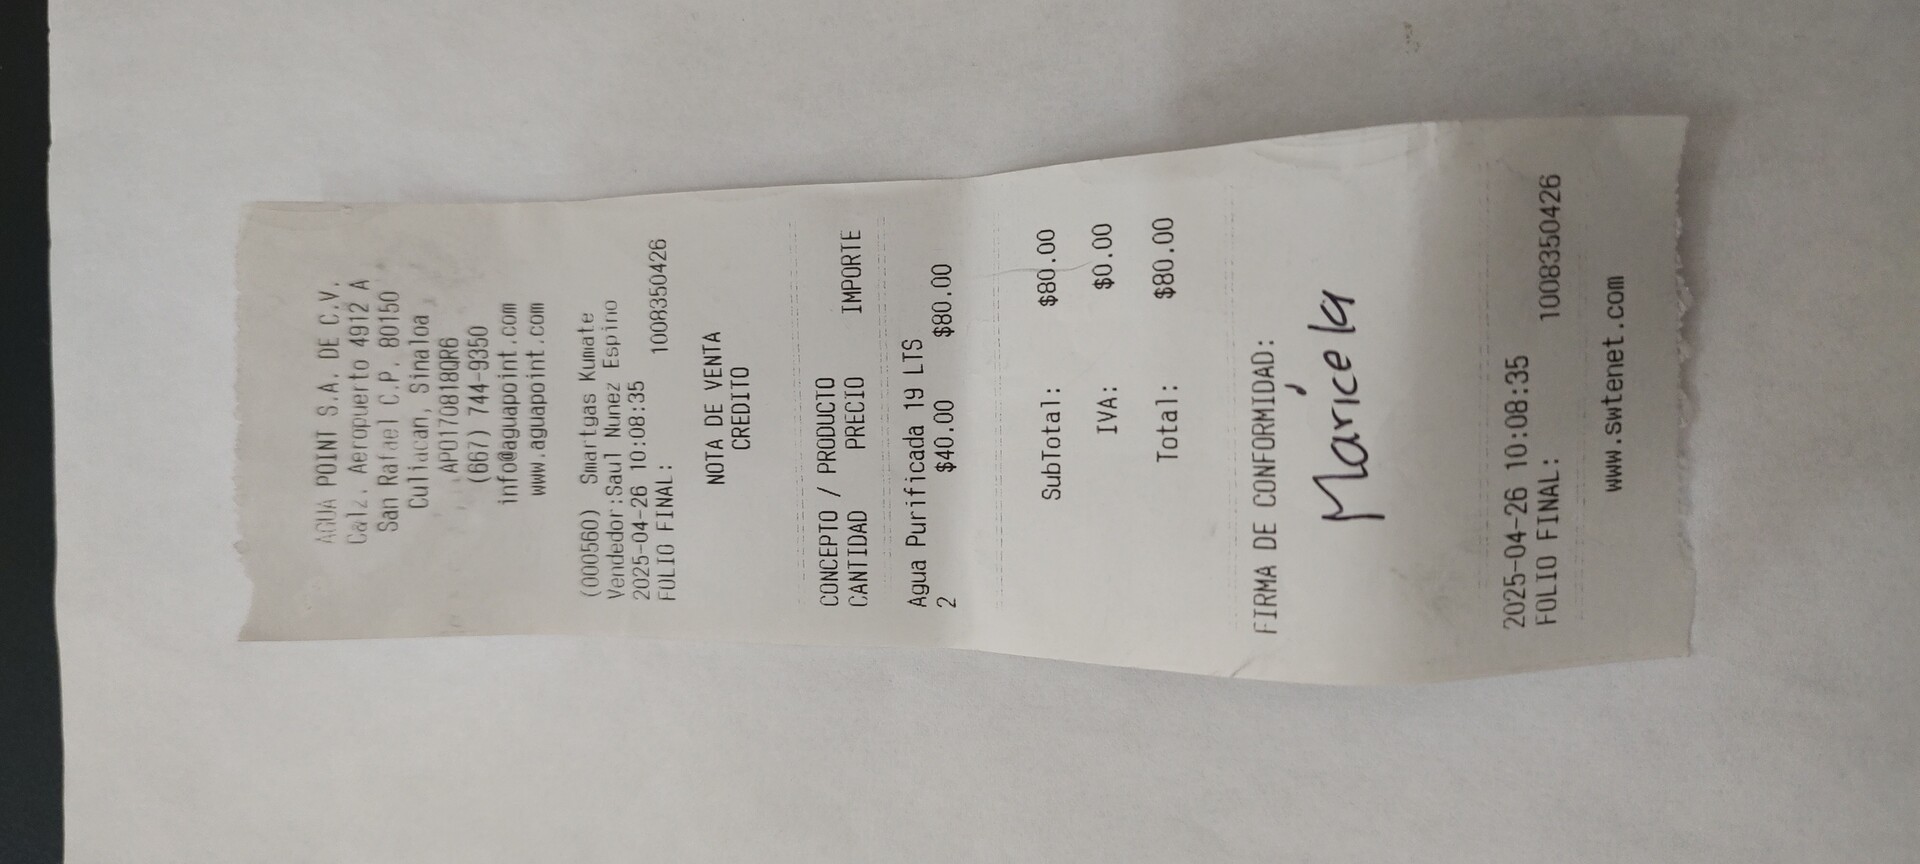 AGUA POINT S.A. DE C.V.
Calz. Aeropuerto 4912 A
San Rafael C.P. 80150
Culiacan, Sinaloa
APO170818QR6
(667) 744-9350
info@aguapoint.com
www.aguapoint.com
(000560) Smartgas Kumate
Vendedor:Saul Nunez Espino
2025-04-26 10:08:35
FOLIO FINAL: 1008350426
NOTA DE VENTA
CREDITO
CONCEPTO / PRODUCTO
CANTIDAD PRECIO IMPORTE
Agua Purificada 19 LTS
2 $40.00 $80.00
SubTotal: $80.00
IVA: $0.00
Total: $80.00
FIRMA DE CONFORMIDAD:
Maricela
2025-04-26 10:08:35
FOLIO FINAL: 1008350426
www.swtenet.com